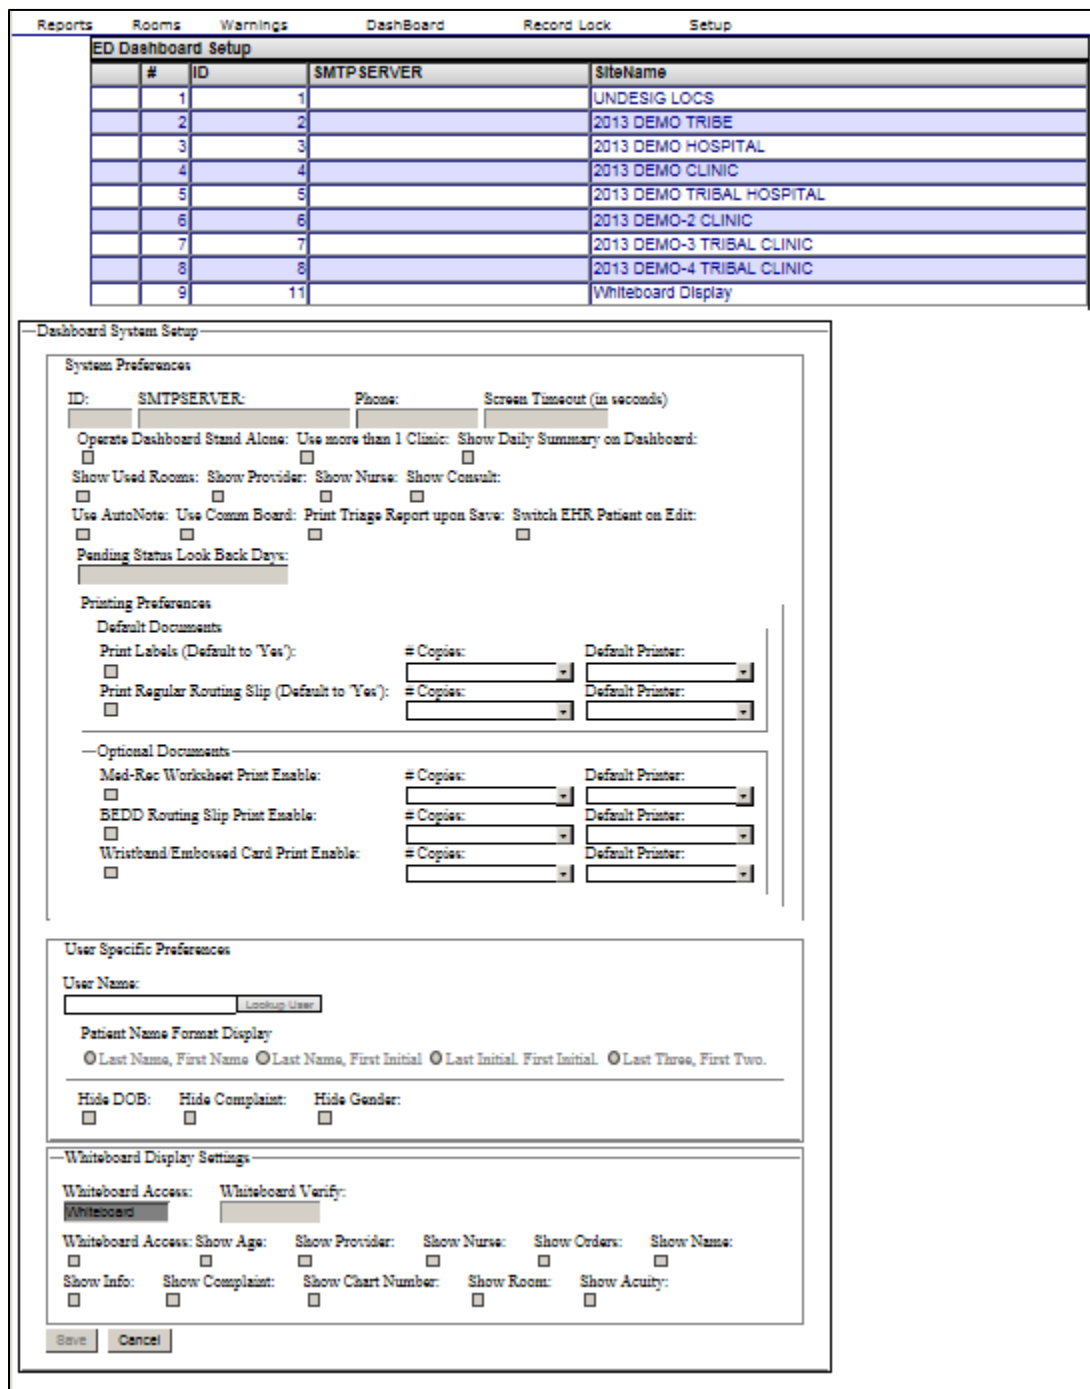 Reports Rooms Warnings DashBoard Record Lock Setup
ED Dashboard Setup
# ID SMTPSERVER SiteName
1 1 UNDESIG LOCS
2 2 2013 DEMO TRIBE
3 3 2013 DEMO HOSPITAL
4 4 2013 DEMO CLINIC
5 5 2013 DEMO TRIBAL HOSPITAL
6 6 2013 DEMO-2 CLINIC
7 7 2013 DEMO-3 TRIBAL CLINIC
8 8 2013 DEMO-4 TRIBAL CLINIC
9 11 Whiteboard Display
Dashboard System Setup
System Preferences
ID: SMTPSERVER: Phone: Screen Timeout (in seconds)
Operate Dashboard Stand Alone: Use more than 1 Clinic: Show Daily Summary on Dashboard:
Show Used Rooms: Show Provider: Show Nurse: Show Consult:
Use AutoNote: Use Comm Board: Print Triage Report upon Save: Switch EHR Patient on Edit:
Pending Status Look Back Days:
Printing Preferences
Default Documents
Print Labels (Default to 'Yes'): # Copies: Default Printer:
Print Regular Routing Slip (Default to 'Yes'): # Copies: Default Printer:
Optional Documents
Med-Rec Worksheet Print Enable: # Copies: Default Printer:
BEDD Routing Slip Print Enable: # Copies: Default Printer:
Wristband/Embossed Card Print Enable: # Copies: Default Printer:
User Specific Preferences
User Name:
Lookup User
Patient Name Format Display
Last Name, First Name Last Name, First Initial Last Initial. First Initial. Last Three, First Two.
Hide DOB: Hide Complaint: Hide Gender:
Whiteboard Display Settings
Whiteboard Access: Whiteboard Verify:
Whiteboard
Whiteboard Access: Show Age: Show Provider: Show Nurse: Show Orders: Show Name:
Show Info: Show Complaint: Show Chart Number: Show Room: Show Acuity:
Save Cancel